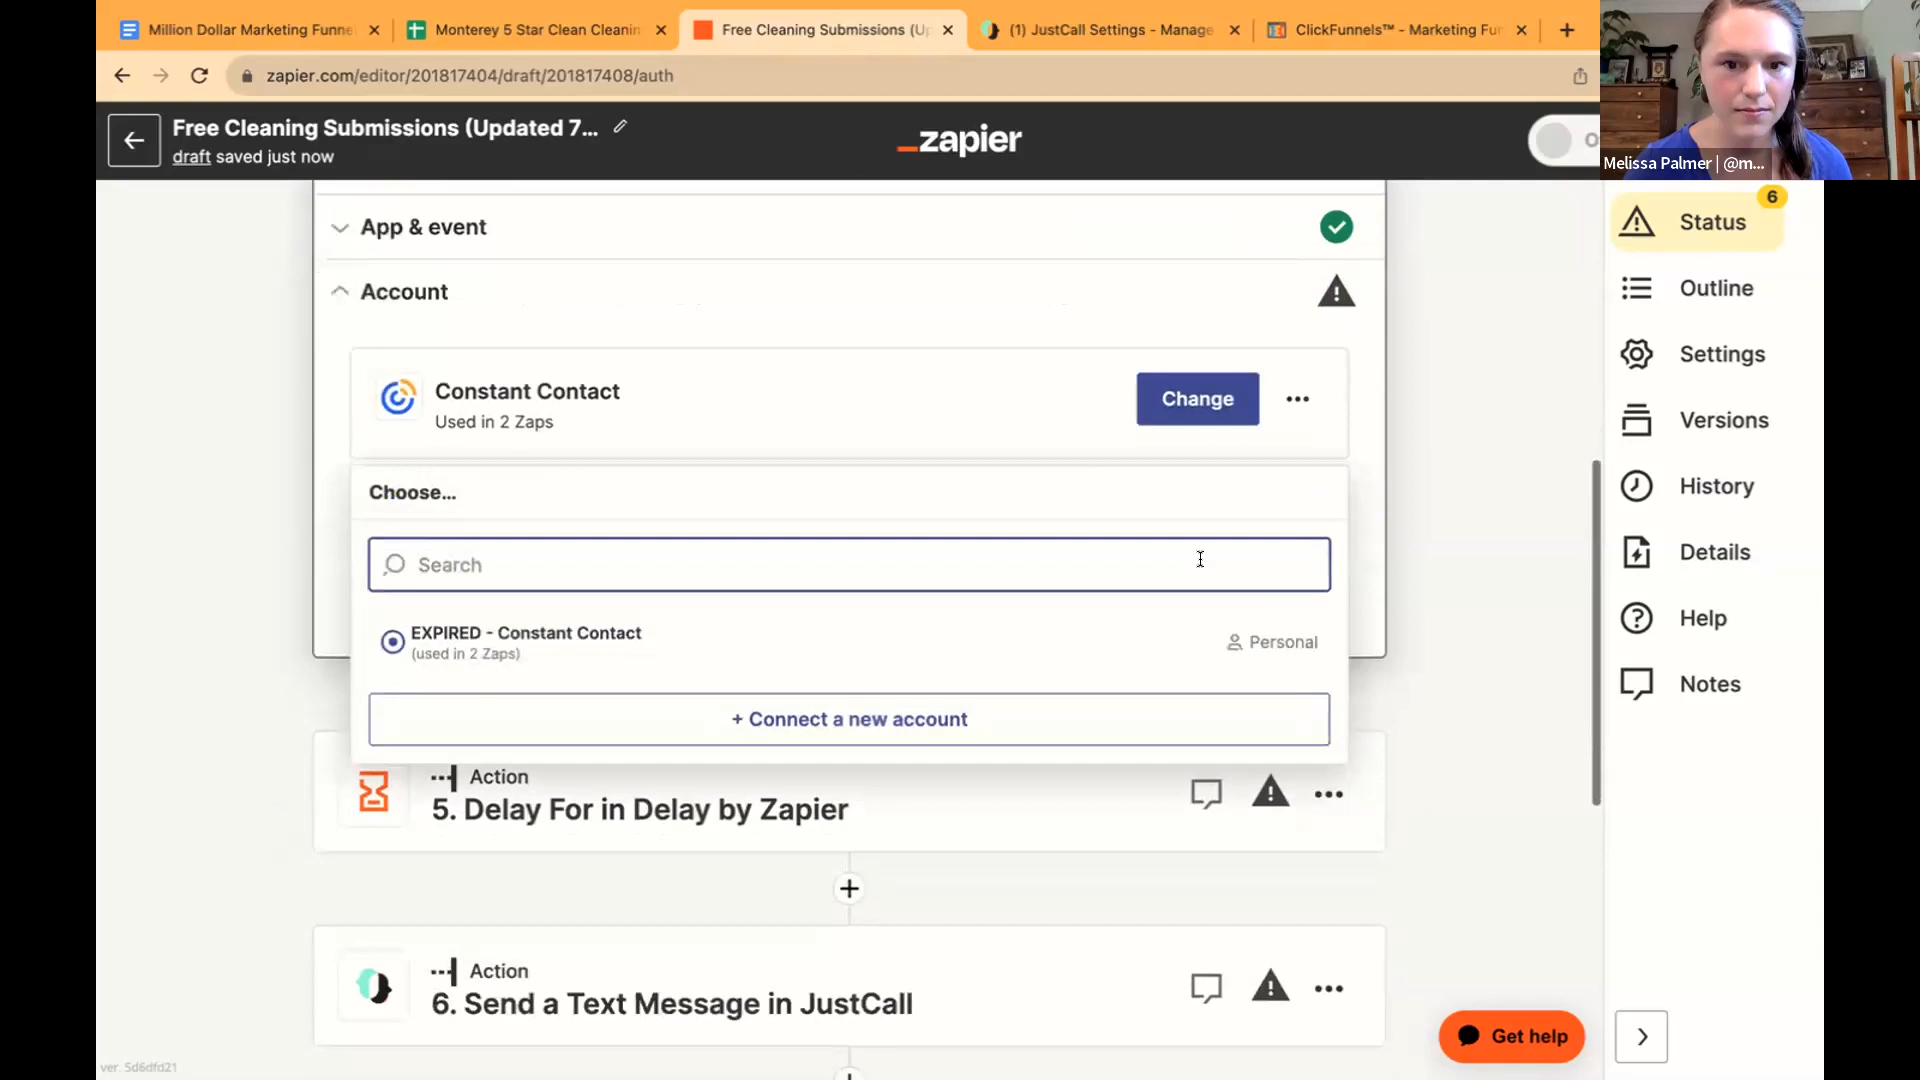 Million Dollar Marketing Funne
Monterey 5 Star Clean Cleanin
Free Cleaning Submissions (Up
(1) JustCall Settings - Manage
ClickFunnels™ - Marketing Fun
zapier.com/editor/201817404/draft/201817408/auth
Free Cleaning Submissions (Updated 7...
draft saved just now
zapier
Melissa Palmer | @m...
App & event
Account
Constant Contact
Used in 2 Zaps
Change
Choose...
Search
EXPIRED - Constant Contact
(used in 2 Zaps)
Personal
+ Connect a new account
Action
5. Delay For in Delay by Zapier
Action
6. Send a Text Message in JustCall
6
Status
Outline
Settings
Versions
History
Details
Help
Notes
Get help
ver. 5d6dfd21